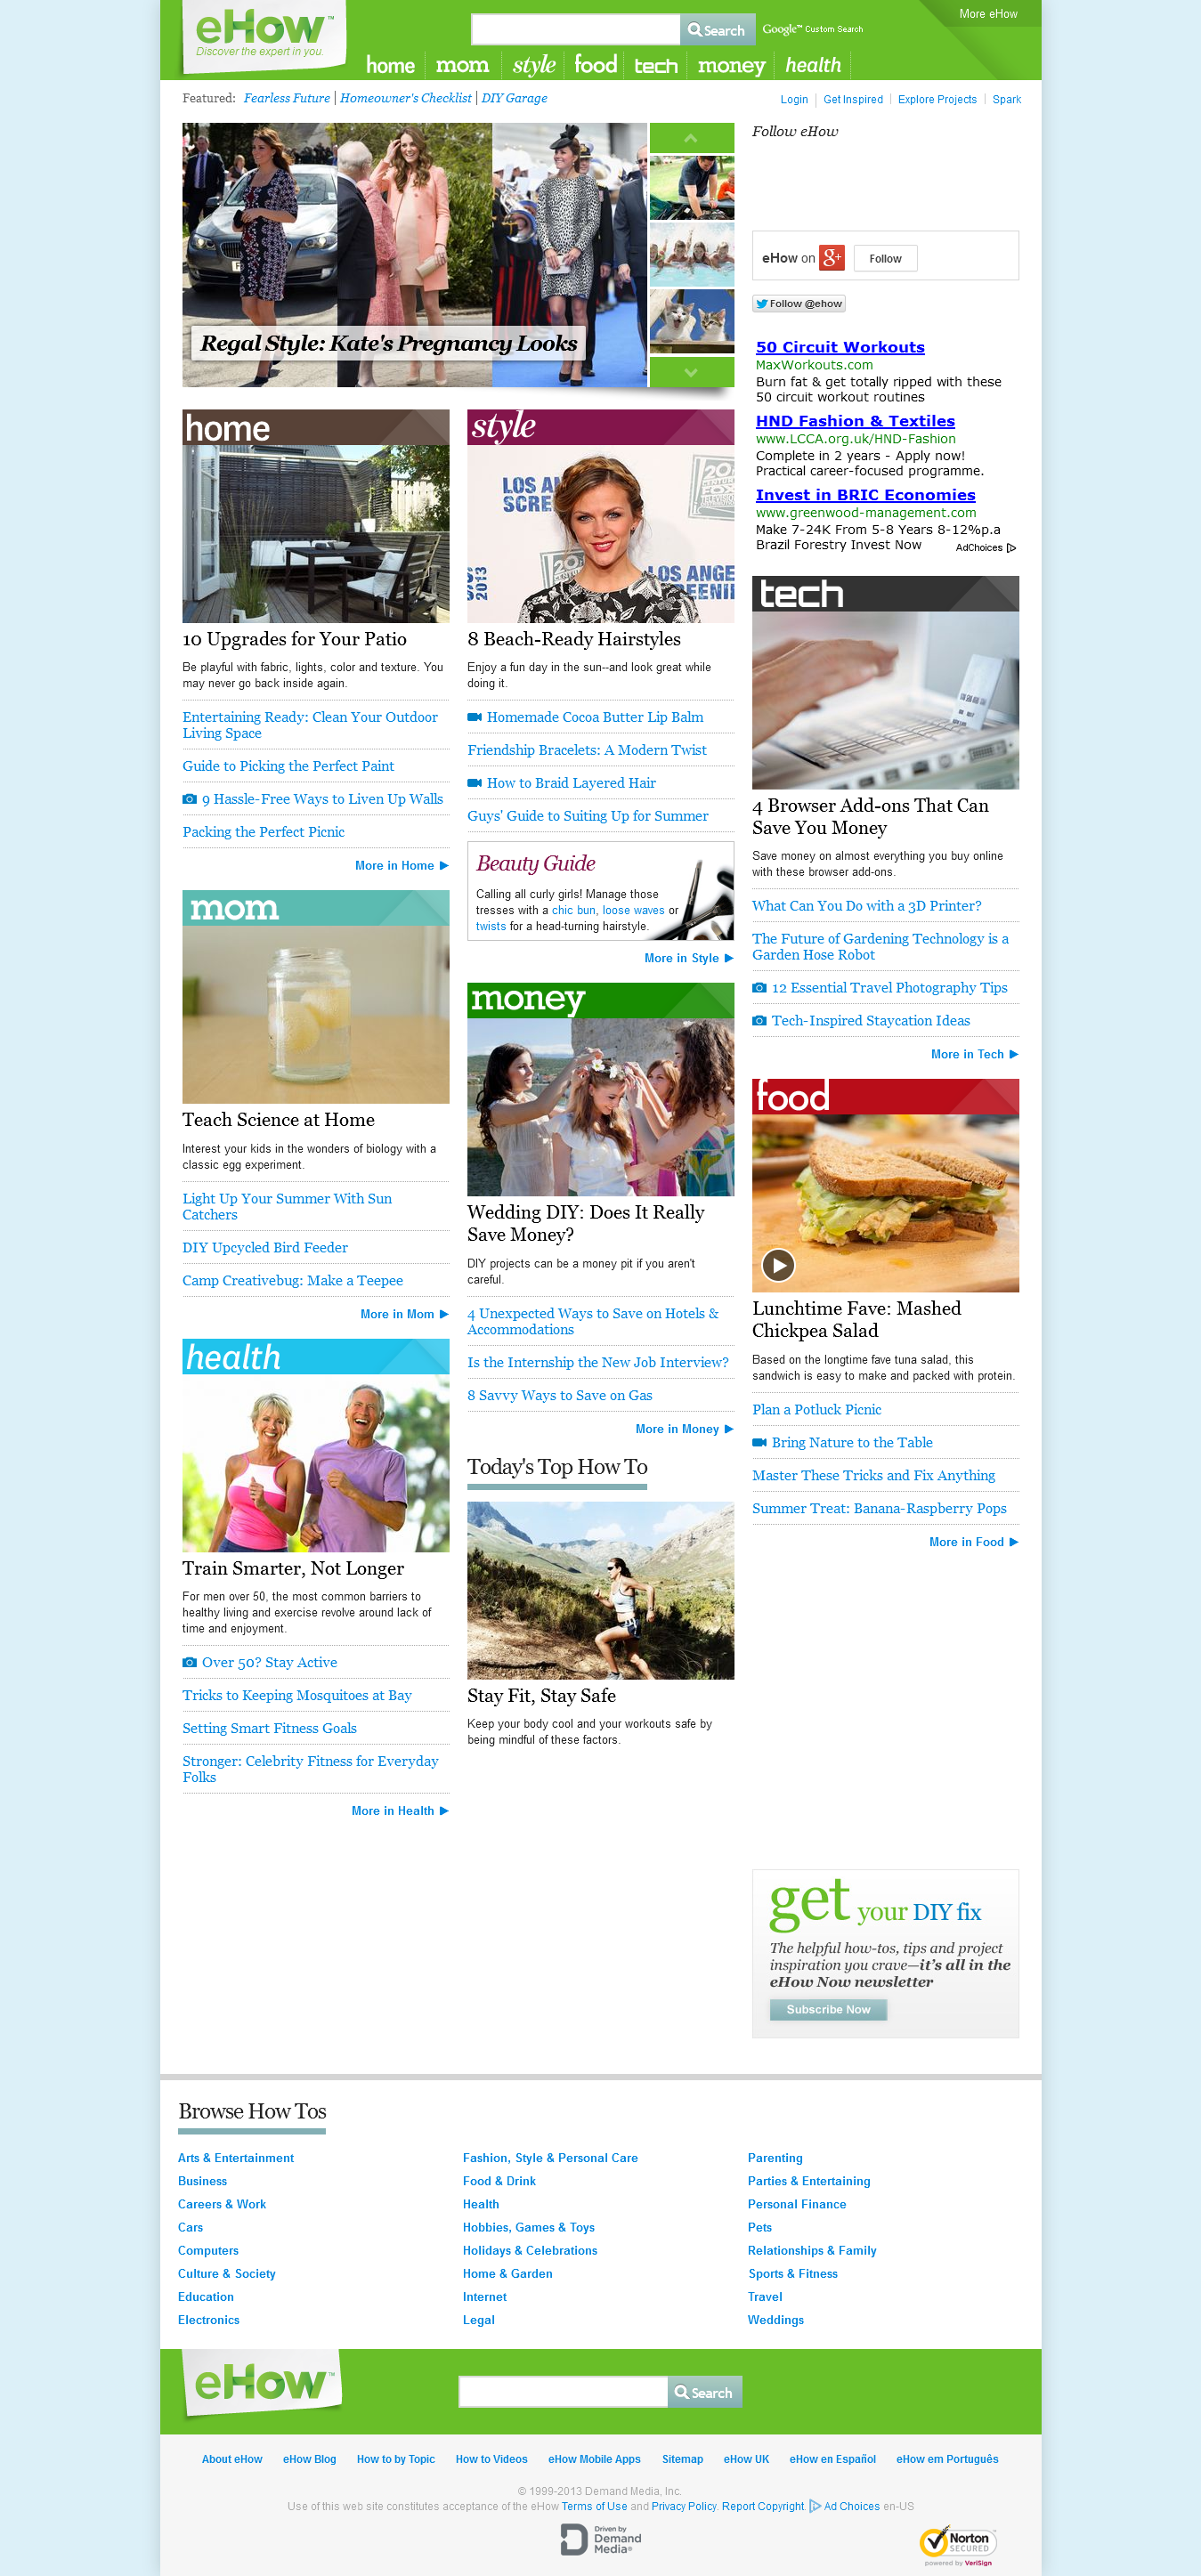 eHow™
Discover the expert in you.
Search
Google™ Custom Search
More eHow
home
mom
style
food
tech
money
health
Featured: Fearless Future | Homeowner's Checklist | DIY Garage
Login | Get Inspired | Explore Projects | Spark
Regal Style: Kate's Pregnancy Looks
Follow eHow
eHow on g+ Follow
Follow @ehow
50 Circuit Workouts
MaxWorkouts.com
Burn fat & get totally ripped with these
50 circuit workout routines
HND Fashion & Textiles
www.LCCA.org.uk/HND-Fashion
Complete in 2 years - Apply now!
Practical career-focused programme.
Invest in BRIC Economies
www.greenwood-management.com
Make 7-24K From 5-8 Years 8-12%p.a
Brazil Forestry Invest Now
AdChoices
home
10 Upgrades for Your Patio
Be playful with fabric, lights, color and texture. You
may never go back inside again.
Entertaining Ready: Clean Your Outdoor
Living Space
Guide to Picking the Perfect Paint
9 Hassle-Free Ways to Liven Up Walls
Packing the Perfect Picnic
More in Home
mom
Teach Science at Home
Interest your kids in the wonders of biology with a
classic egg experiment.
Light Up Your Summer With Sun
Catchers
DIY Upcycled Bird Feeder
Camp Creativebug: Make a Teepee
More in Mom
health
Train Smarter, Not Longer
For men over 50, the most common barriers to
healthy living and exercise revolve around lack of
time and enjoyment.
Over 50? Stay Active
Tricks to Keeping Mosquitoes at Bay
Setting Smart Fitness Goals
Stronger: Celebrity Fitness for Everyday
Folks
More in Health
style
LOS AN
SCREE
20
2013
LOS ANGE
EENIN
8 Beach-Ready Hairstyles
Enjoy a fun day in the sun--and look great while
doing it.
Homemade Cocoa Butter Lip Balm
Friendship Bracelets: A Modern Twist
How to Braid Layered Hair
Guys' Guide to Suiting Up for Summer
Beauty Guide
Calling all curly girls! Manage those
tresses with a chic bun, loose waves or
twists for a head-turning hairstyle.
More in Style
money
Wedding DIY: Does It Really
Save Money?
DIY projects can be a money pit if you aren't
careful.
4 Unexpected Ways to Save on Hotels &
Accommodations
Is the Internship the New Job Interview?
8 Savvy Ways to Save on Gas
More in Money
Today's Top How To
Stay Fit, Stay Safe
Keep your body cool and your workouts safe by
being mindful of these factors.
tech
4 Browser Add-ons That Can
Save You Money
Save money on almost everything you buy online
with these browser add-ons.
What Can You Do with a 3D Printer?
The Future of Gardening Technology is a
Garden Hose Robot
12 Essential Travel Photography Tips
Tech-Inspired Staycation Ideas
More in Tech
food
Lunchtime Fave: Mashed
Chickpea Salad
Based on the longtime fave tuna salad, this
sandwich is easy to make and packed with protein.
Plan a Potluck Picnic
Bring Nature to the Table
Master These Tricks and Fix Anything
Summer Treat: Banana-Raspberry Pops
More in Food
get your DIY fix
The helpful how-tos, tips and project
inspiration you crave—it's all in the
eHow Now newsletter
Subscribe Now
Browse How Tos
Arts & Entertainment
Business
Careers & Work
Cars
Computers
Culture & Society
Education
Electronics
Fashion, Style & Personal Care
Food & Drink
Health
Hobbies, Games & Toys
Holidays & Celebrations
Home & Garden
Internet
Legal
Parenting
Parties & Entertaining
Personal Finance
Pets
Relationships & Family
Sports & Fitness
Travel
Weddings
eHow™
Search
About eHow eHow Blog How to by Topic How to Videos eHow Mobile Apps Sitemap eHow UK eHow en Español eHow em Português
© 1999-2013 Demand Media, Inc.
Use of this web site constitutes acceptance of the eHow Terms of Use and Privacy Policy. Report Copyright. Ad Choices en-US
Driven by
Demand
Media®
Norton
SECURED
powered by VeriSign